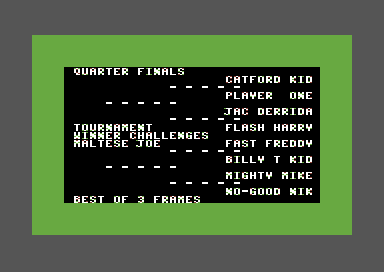 QUARTER FINALS
CATFORD KID
- - - - -
PLAYER  ONE
- - - - -
JAC DERRIDA
- - - - -
TOURNAMENT FLASH HARRY
WINNER CHALLENGES
MALTESE JOE FAST FREDDY
- - - - -
BILLY T KID
- - - - -
MIGHTY MIKE
- - - - -
NO-GOOD NIK
BEST OF 3 FRAMES